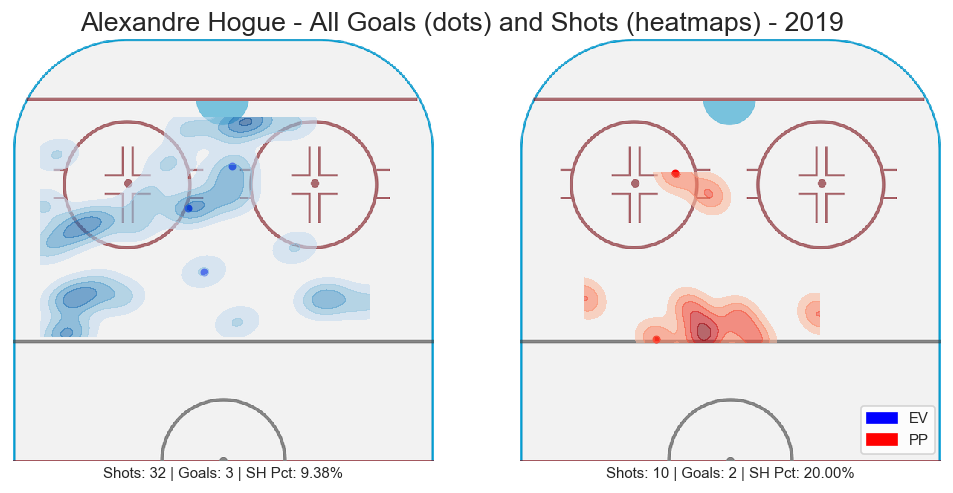 Alexandre Hogue - All Goals (dots) and Shots (heatmaps) - 2019
EV
PP
Shots: 32 | Goals: 3 | SH Pct: 9.38%
Shots: 10 | Goals: 2 | SH Pct: 20.00%